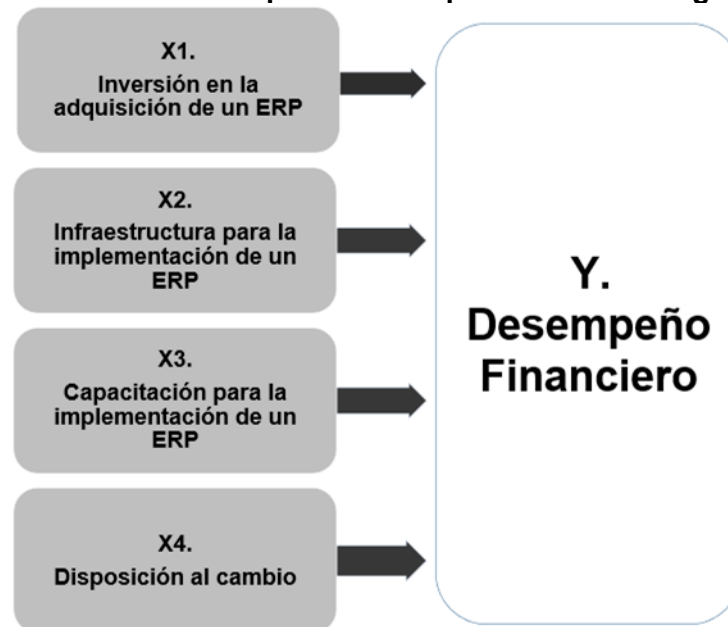 X1.
Inversión en la
adquisición de un ERP
X2.
Infraestructura para la
implementación de un
ERP
X3.
Capacitación para la
implementación de un
ERP
X4.
Disposición al cambio
Y.
Desempeño
Financiero